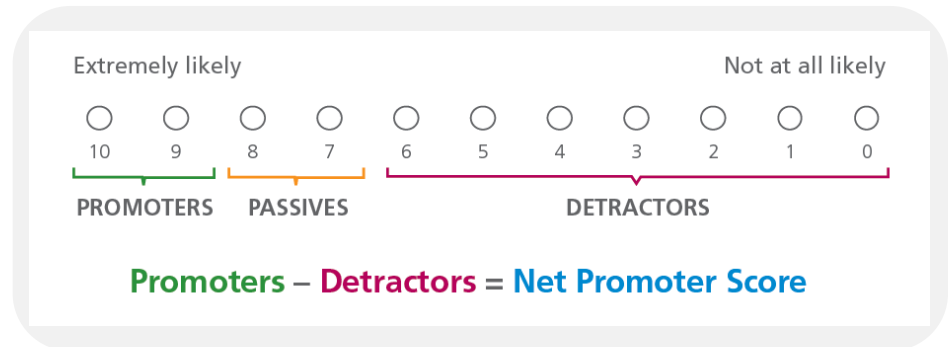 Extremely likely Not at all likely
10 9 8 7 6 5 4 3 2 1 0
PROMOTERS PASSIVES DETRACTORS
Promoters – Detractors = Net Promoter Score